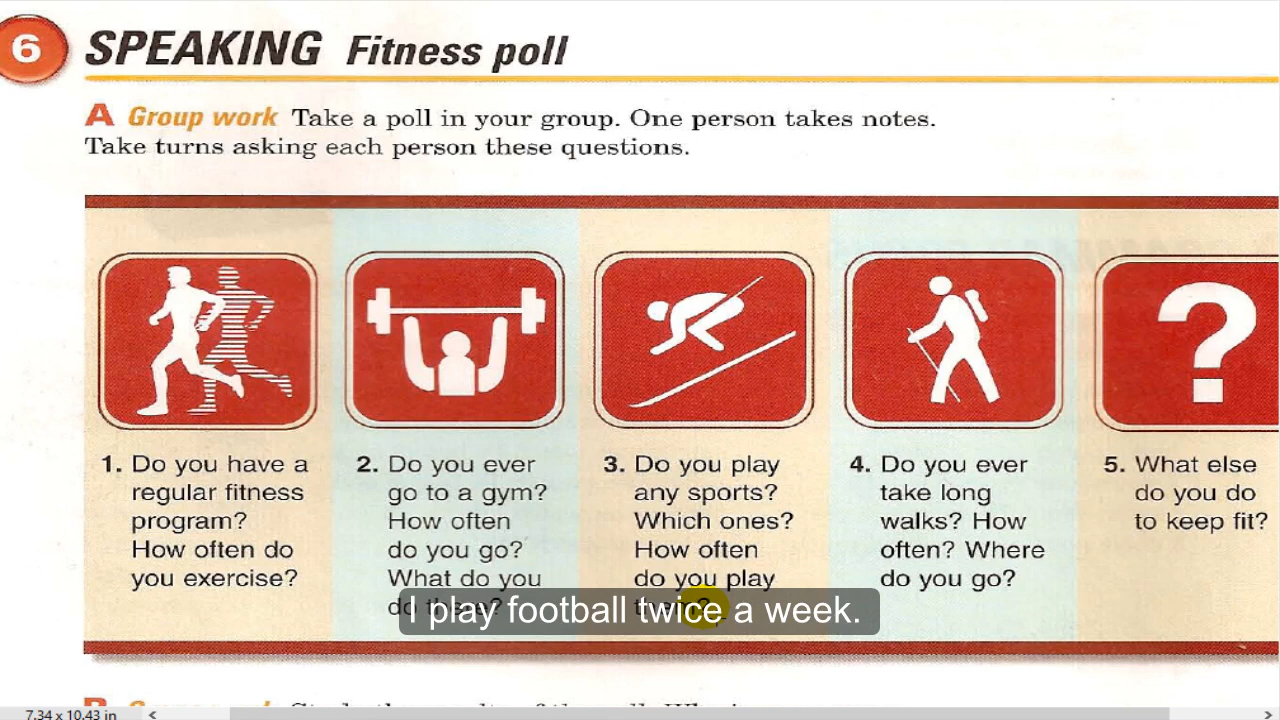 6 SPEAKING Fitness poll
A Group work Take a poll in your group. One person takes notes.
Take turns asking each person these questions.
1. Do you have a
regular fitness
program?
How often do
you exercise?
2. Do you ever
go to a gym?
How often
do you go?
What do you
do there?
3. Do you play
any sports?
Which ones?
How often
do you play
them?
4. Do you ever
take long
walks? How
often? Where
do you go?
5. What else
do you do
to keep fit?
?
I play football twice a week.
7.34 x 10.43 in